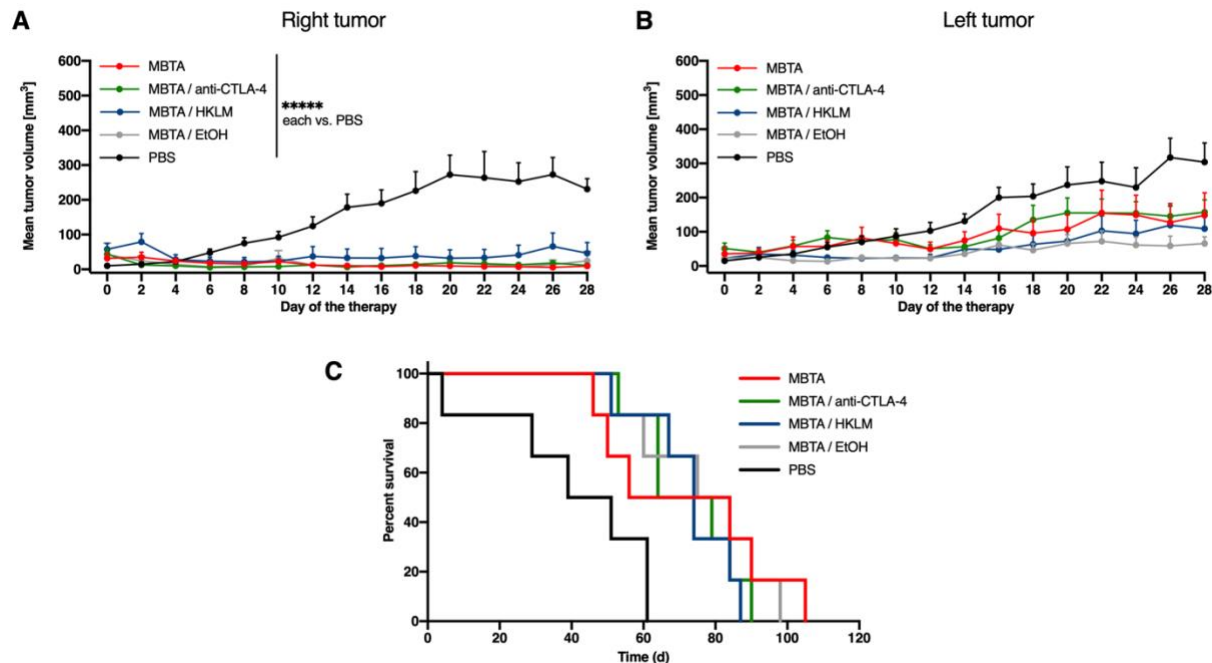 A
Right tumor
Mean tumor volume [mm³]
600
500
400
300
200
100
0
MBTA
MBTA / anti-CTLA-4
MBTA / HKLM
MBTA / EtOH
PBS
*****
each vs. PBS
0 2 4 6 8 10 12 14 16 18 20 22 24 26 28
Day of the therapy
B
Left tumor
Mean tumor volume [mm³]
600
500
400
300
200
100
0
MBTA
MBTA / anti-CTLA-4
MBTA / HKLM
MBTA / EtOH
PBS
0 2 4 6 8 10 12 14 16 18 20 22 24 26 28
Day of the therapy
C
Percent survival
100
80
60
40
20
0
MBTA
MBTA / anti-CTLA-4
MBTA / HKLM
MBTA / EtOH
PBS
0 20 40 60 80 100 120
Time (d)